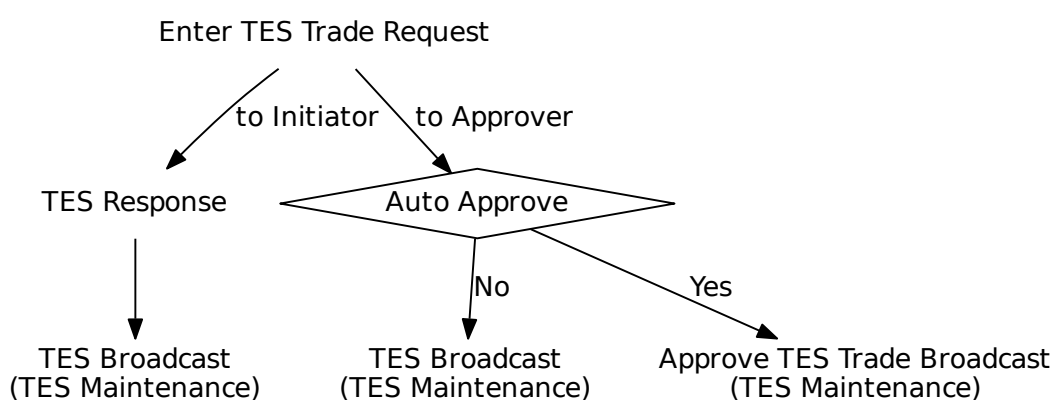 Enter TES Trade Request
to Initiator
to Approver
TES Response
Auto Approve
No
Yes
TES Broadcast
(TES Maintenance)
TES Broadcast
(TES Maintenance)
Approve TES Trade Broadcast
(TES Maintenance)